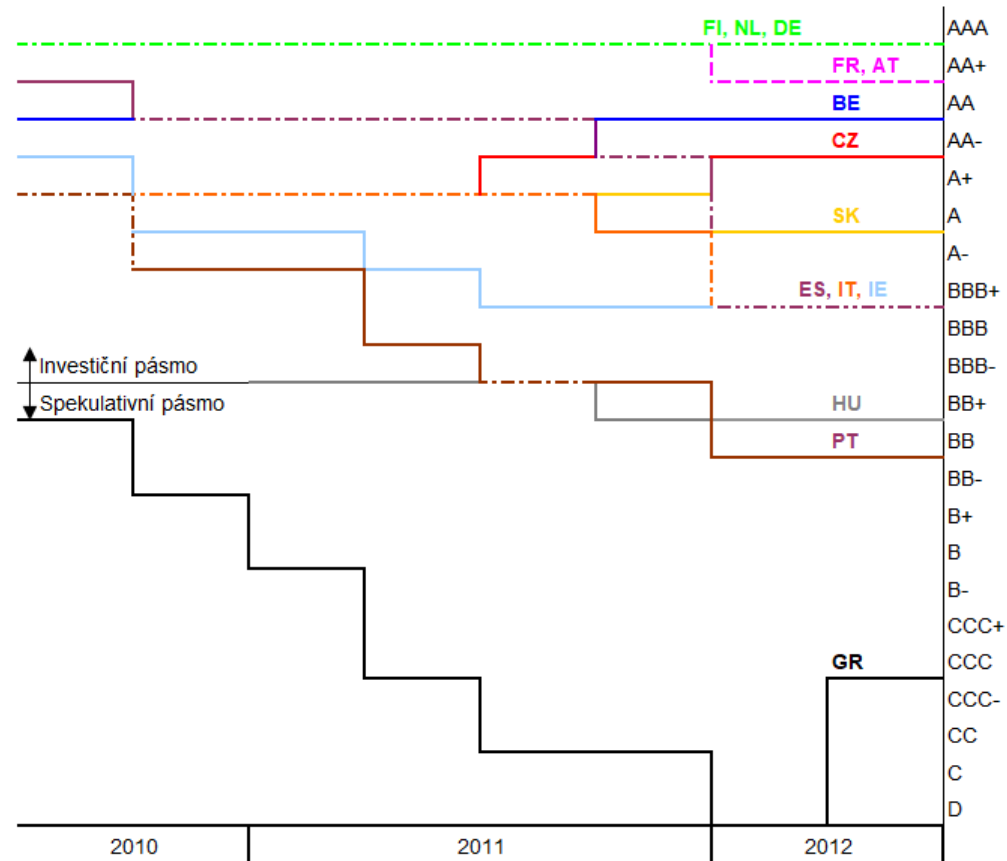 FI, NL, DE AAA
FR, AT AA+
BE AA
CZ AA-
A+
SK A
A-
ES, IT, IE BBB+
BBB
Investiční pásmo BBB-
Spekulativní pásmo HU BB+
PT BB
BB-
B+
B
B-
CCC+
GR CCC
CCC-
CC
C
D
2010 2011 2012